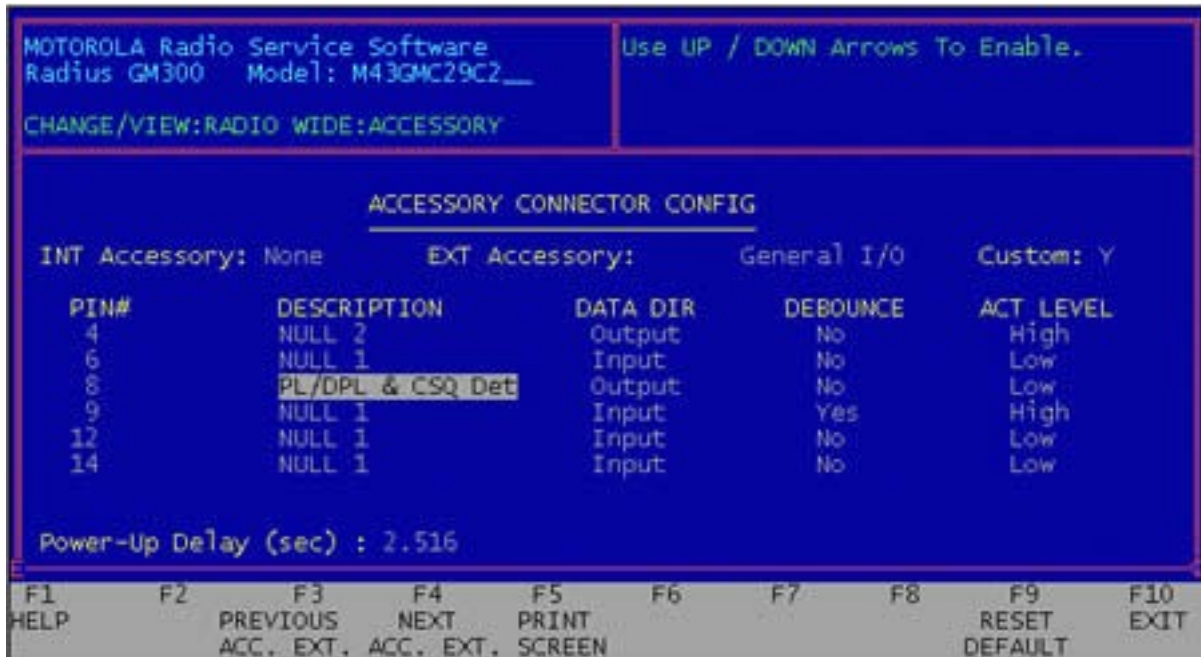 MOTOROLA Radio Service Software
Radius GM300 Model: M43GMC29C2__
CHANGE/VIEW:RADIO WIDE:ACCESSORY
Use UP / DOWN Arrows To Enable.
ACCESSORY CONNECTOR CONFIG
INT Accessory: None EXT Accessory: General I/O Custom: Y
PIN# DESCRIPTION DATA DIR DEBOUNCE ACT LEVEL
4 NULL 2 Output No High
6 NULL 1 Input No Low
8 PL/DPL & CSQ Det Output No Low
9 NULL 1 Input Yes High
12 NULL 1 Input No Low
14 NULL 1 Input No Low
Power-Up Delay (sec) : 2.516
F1 F2 F3 F4 F5 F6 F7 F8 F9 F10
HELP PREVIOUS NEXT PRINT RESET EXIT
ACC. EXT. ACC. EXT. SCREEN DEFAULT